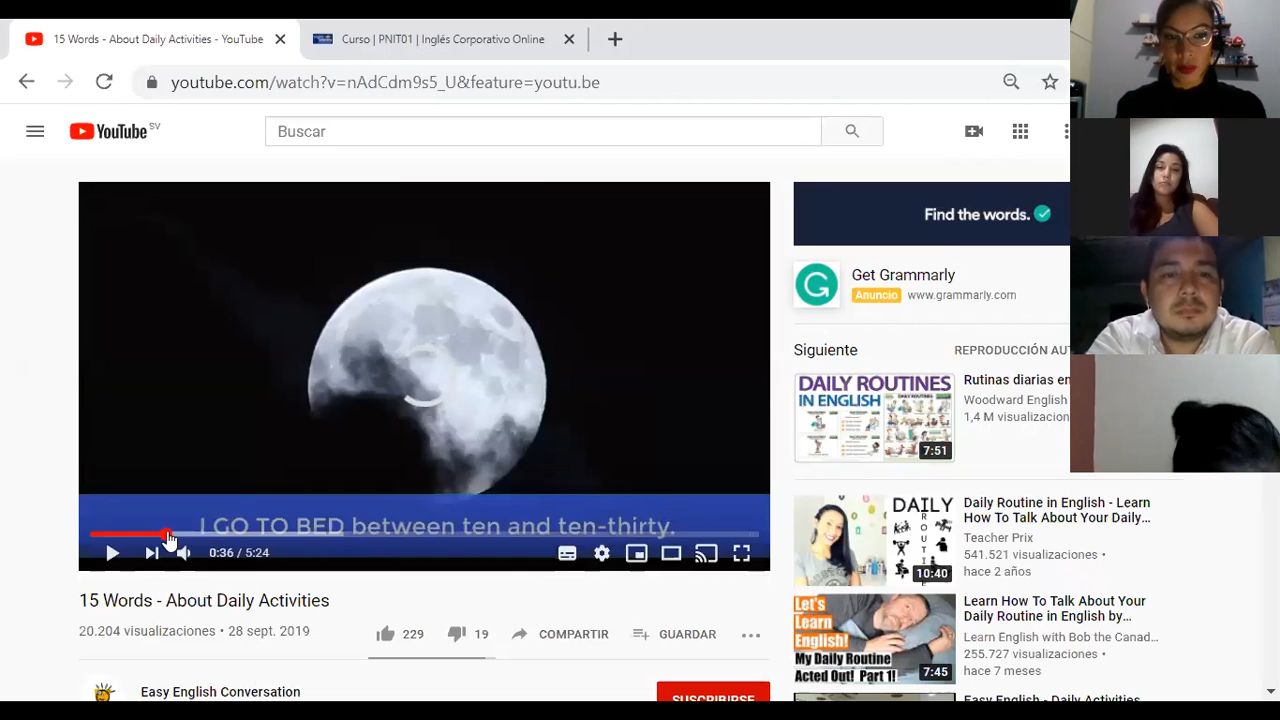 15 Words - About Daily Activities - YouTube
Curso | PNIT01 | Inglés Corporativo Online
youtube.com/watch?v=nAdCdm9s5_U&feature=youtu.be
YouTube SV
Buscar
I GO TO BED between ten and ten-thirty.
0:36 / 5:24
15 Words - About Daily Activities
20.204 visualizaciones • 28 sept. 2019
229
19
COMPARTIR
GUARDAR
Easy English Conversation
SUSCRIBIRSE
Find the words.
Get Grammarly
Anuncio www.grammarly.com
Siguiente
REPRODUCCIÓN AUT
DAILY ROUTINES
IN ENGLISH
7:51
Rutinas diarias en
Woodward English
1,4 M visualizacion
DAILY
ROUTINE
10:40
Daily Routine in English - Learn
How To Talk About Your Daily…
Teacher Prix
541.521 visualizaciones •
hace 2 años
Let's
Learn
English!
My Daily Routine
Acted Out! Part 1!
7:45
Learn How To Talk About Your
Daily Routine in English by…
Learn English with Bob the Canad…
255.727 visualizaciones •
hace 7 meses
Easy English - Daily Activities